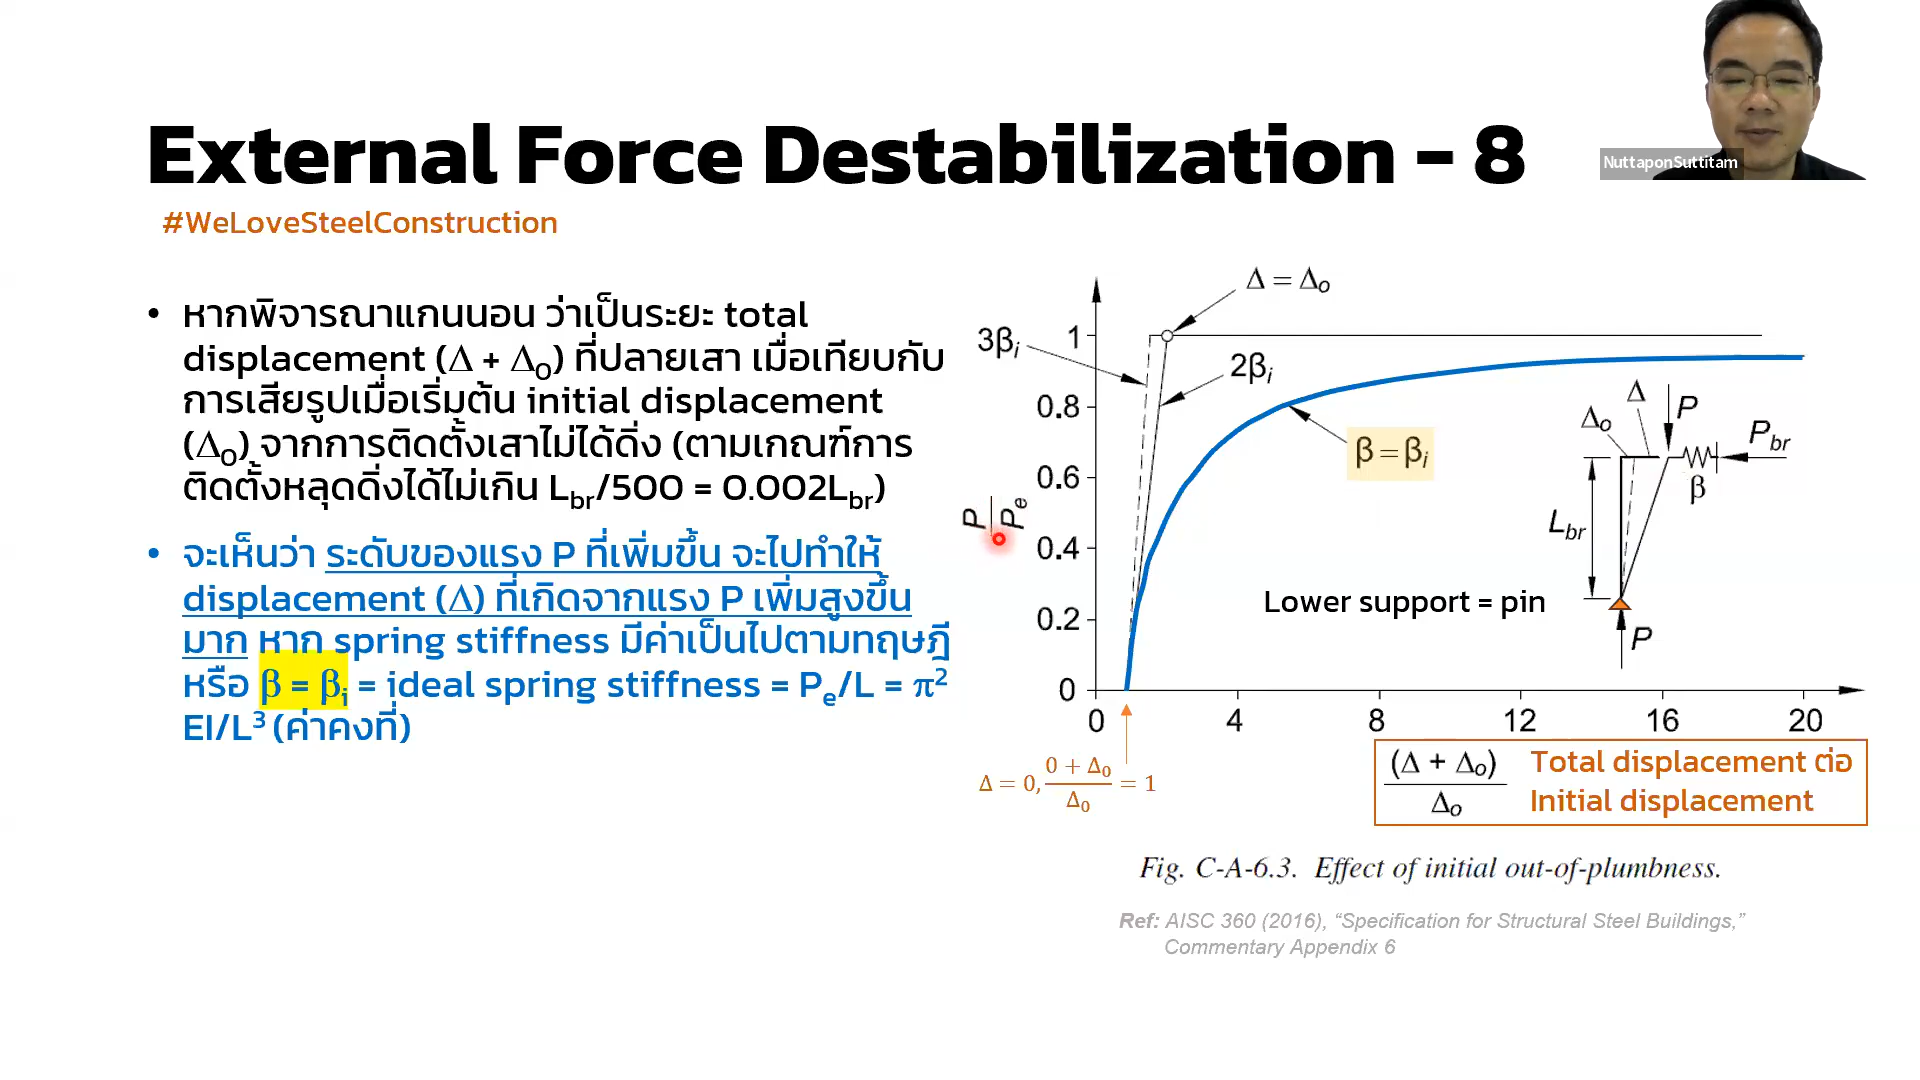 External Force Destabilization - 8
NuttaponSuttitam
#WeLoveSteelConstruction
• หากพิจารณาแกนนอน ว่าเป็นระยะ total
displacement (Δ + Δo) ที่ปลายเสา เมื่อเทียบกับ
การเสียรูปเมื่อเริ่มต้น initial displacement
(Δo) จากการติดตั้งเสาไม่ได้ดิ่ง (ตามเกณฑ์การ
ติดตั้งหลุดดิ่งได้ไม่เกิน Lbr/500 = 0.002Lbr)
• จะเห็นว่า ระดับของแรง P ที่เพิ่มขึ้น จะไปทำให้
displacement (Δ) ที่เกิดจากแรง P เพิ่มสูงขึ้น
มาก หาก spring stiffness มีค่าเป็นไปตามทฤษฎี
หรือ β = βi = ideal spring stiffness = Pe/L = π²
EI/L³ (ค่าคงที่)
Δ = Δo
3βi
2βi
β = βi
1
0.8
0.6
0.4
0.2
0
P/Pe
0 4 8 12 16 20
Δo
Δ
P
Pbr
β
Lbr
P
Lower support = pin
Δ = 0, (0 + Δ0)/Δ0 = 1
(Δ + Δo)/Δo
Total displacement ต่อ
Initial displacement
Fig. C-A-6.3. Effect of initial out-of-plumbness.
Ref: AISC 360 (2016), “Specification for Structural Steel Buildings,”
Commentary Appendix 6